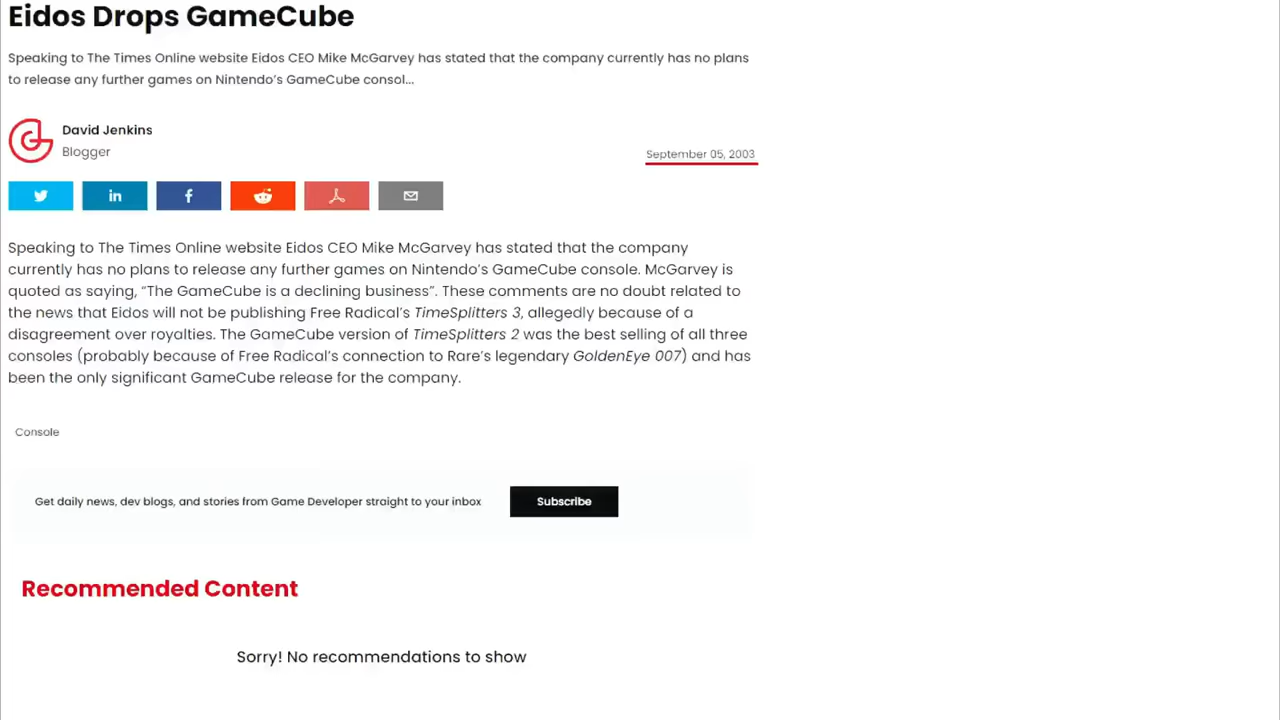 Eidos Drops GameCube
Speaking to The Times Online website Eidos CEO Mike McGarvey has stated that the company currently has no plans
to release any further games on Nintendo’s GameCube consol...
David Jenkins
Blogger
September 05, 2003
Speaking to The Times Online website Eidos CEO Mike McGarvey has stated that the company
currently has no plans to release any further games on Nintendo’s GameCube console. McGarvey is
quoted as saying, “The GameCube is a declining business”. These comments are no doubt related to
the news that Eidos will not be publishing Free Radical’s TimeSplitters 3, allegedly because of a
disagreement over royalties. The GameCube version of TimeSplitters 2 was the best selling of all three
consoles (probably because of Free Radical’s connection to Rare’s legendary GoldenEye 007) and has
been the only significant GameCube release for the company.
Console
Get daily news, dev blogs, and stories from Game Developer straight to your inbox
Subscribe
Recommended Content
Sorry! No recommendations to show